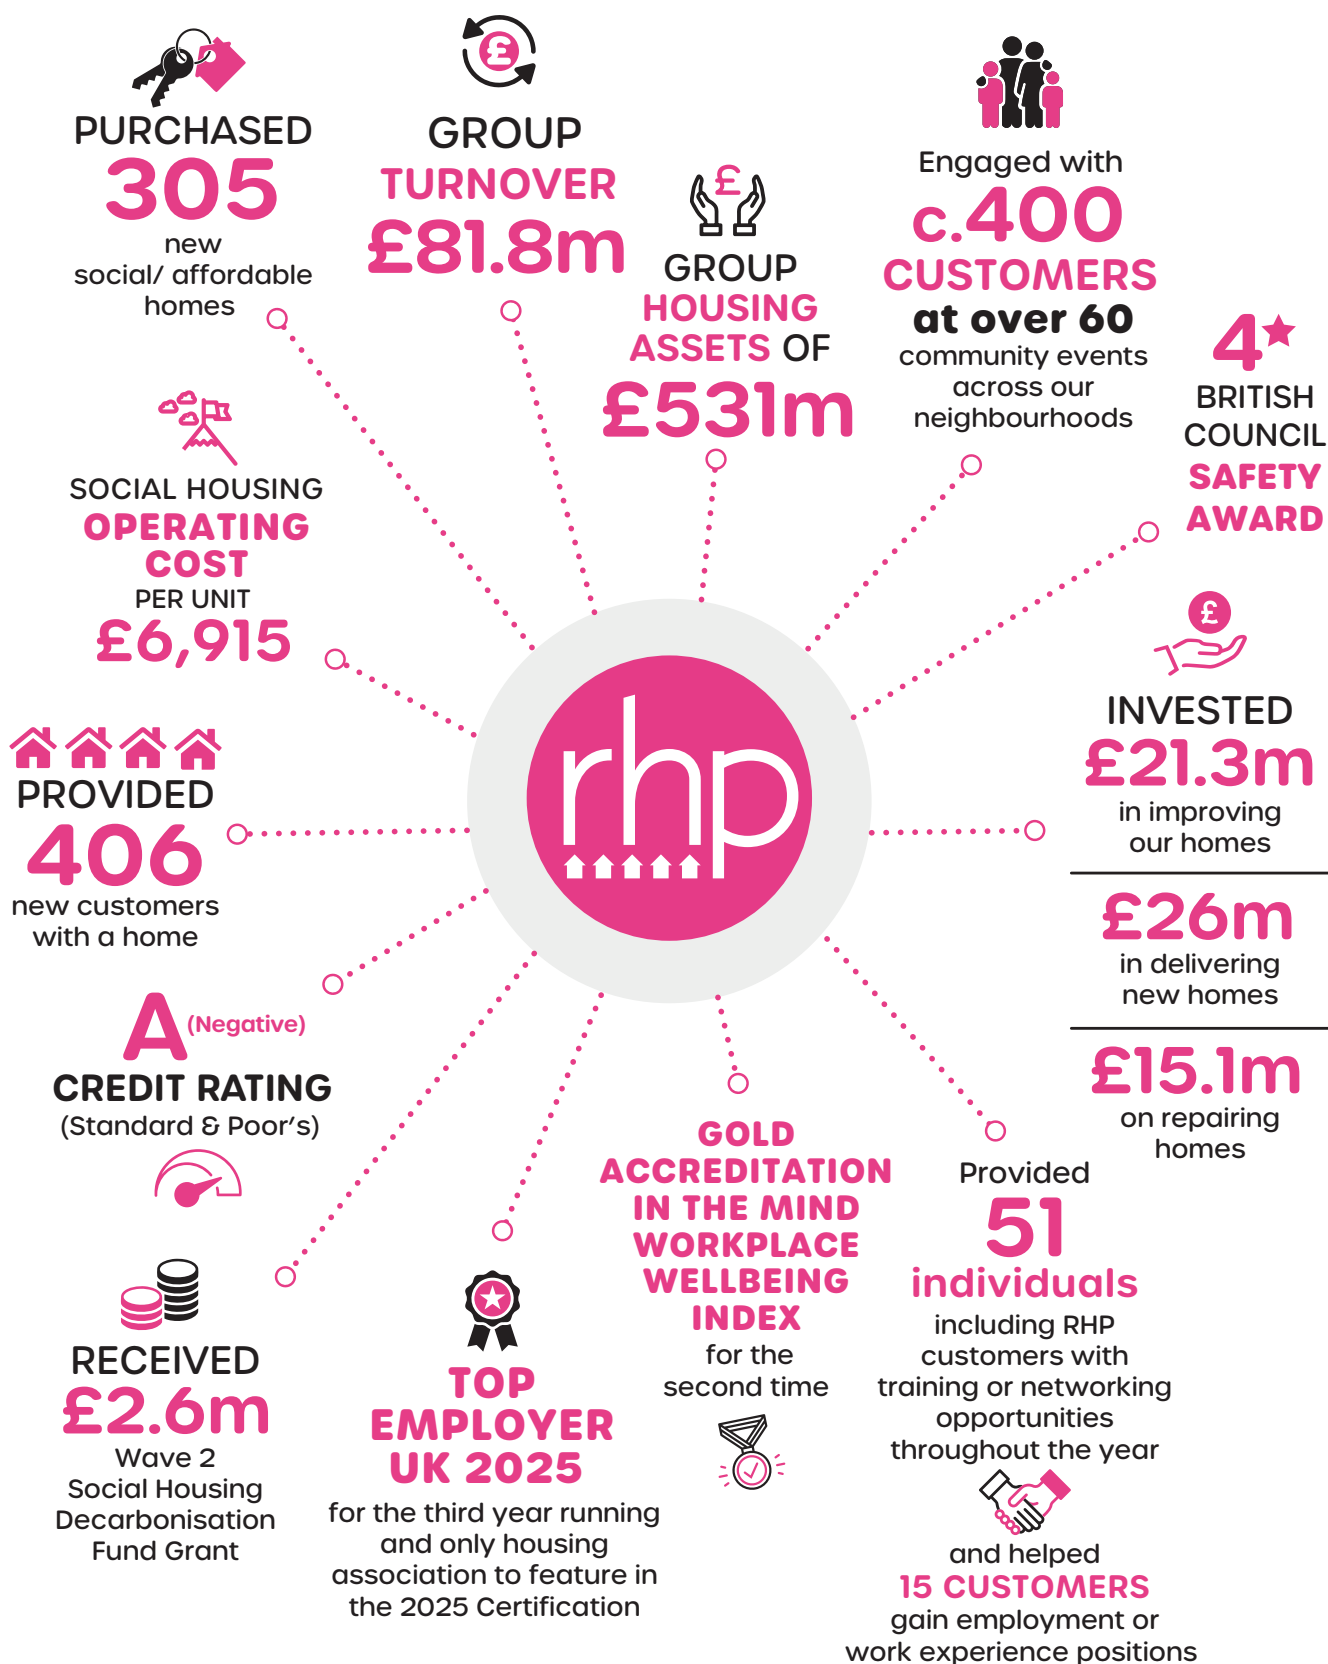 PURCHASED
305
new
social/ affordable
homes
£
GROUP
TURNOVER
£81.8m
£
GROUP
HOUSING
ASSETS OF
£531m
Engaged with
c.400
CUSTOMERS
at over 60
community events
across our
neighbourhoods
4
BRITISH
COUNCIL
SAFETY
AWARD
SOCIAL HOUSING
OPERATING
COST
PER UNIT
£6,915
£
INVESTED
£21.3m
in improving
our homes
£26m
in delivering
new homes
£15.1m
on repairing
homes
rhp
PROVIDED
406
new customers
with a home
A (Negative)
CREDIT RATING
(Standard & Poor's)
RECEIVED
£2.6m
Wave 2
Social Housing
Decarbonisation
Fund Grant
TOP
EMPLOYER
UK 2025
for the third year running
and only housing
association to feature in
the 2025 Certification
GOLD
ACCREDITATION
IN THE MIND
WORKPLACE
WELLBEING
INDEX
for the
second time
Provided
51
individuals
including RHP
customers with
training or networking
opportunities
throughout the year
and helped
15 CUSTOMERS
gain employment or
work experience positions